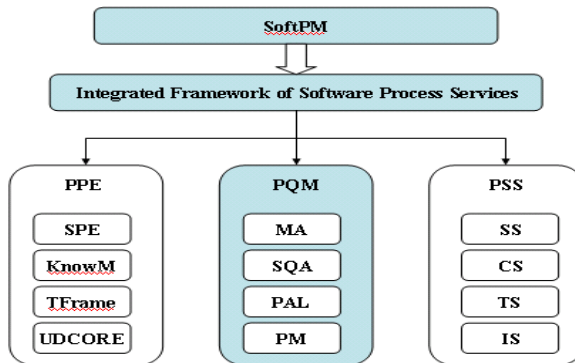 SoftPM
Integrated Framework of Software Process Services
PPE
SPE
KnowM
TFrame
UDCORE
PQM
MA
SQA
PAL
PM
PSS
SS
CS
TS
IS